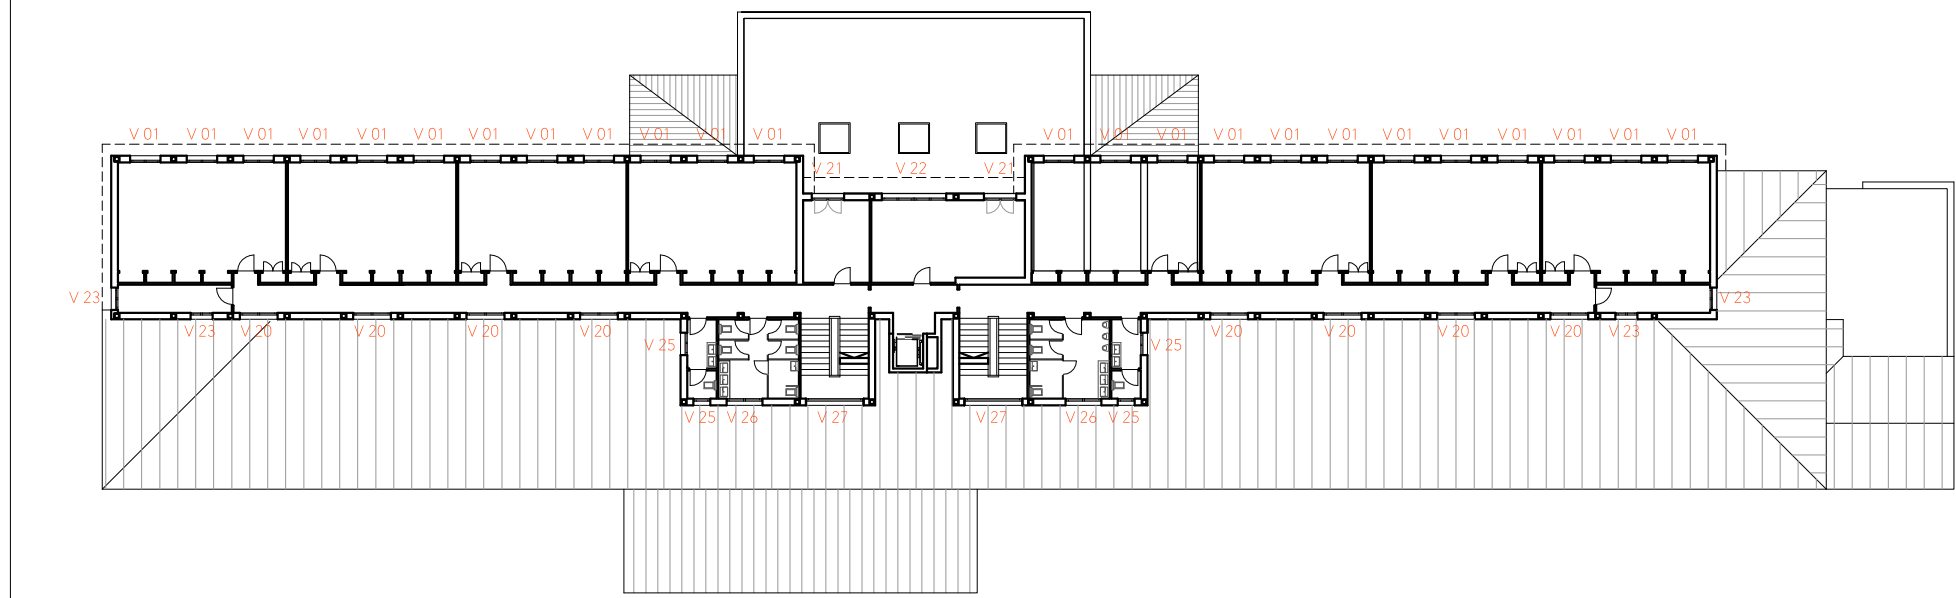 V 01 V 01 V 01 V 01 V 01 V 01 V 01 V 01 V 01 V 01 V 01 V 01 V 01 V 01 V 01 V 01 V 01 V 01 V 01 V 01 V 01 V 01 V 01 V 01
V 21 V 22 V 21
V 23 V 23
V 23 V 20 V 20 V 20 V 20 V 20 V 20 V 20 V 20 V 23
V 25 V 25
V 25 V 26 V 27 V 27 V 26 V 25